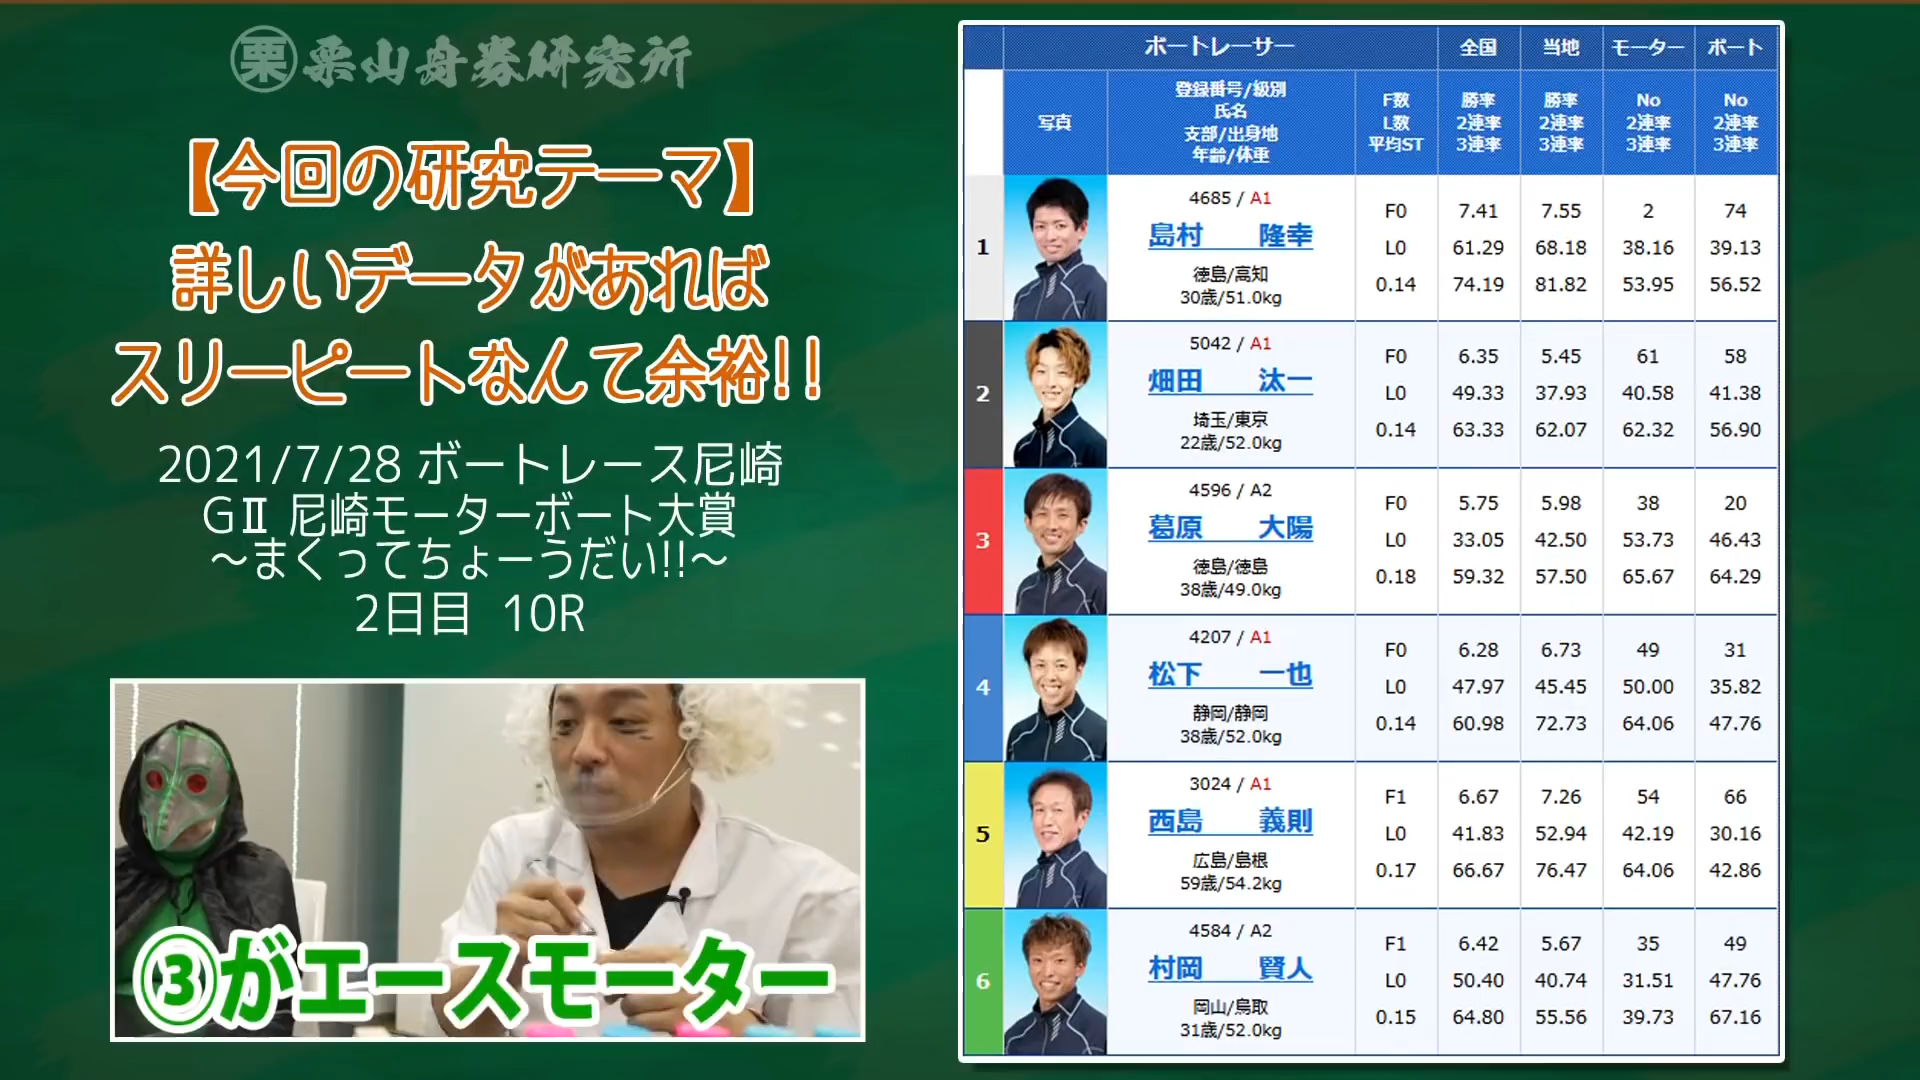 栗 栗山舟券研究所
【今回の研究テーマ】
詳しいデータがあれば
スリーピートなんて余裕!!
2021/7/28 ボートレース尼崎
GⅡ 尼崎モーターボート大賞
～まくってちょーうだい!!～
2日目 10R
③がエースモーター
ボートレーサー 全国 当地 モーター ボート
写真
登録番号/級別
氏名
支部/出身地
年齢/体重
F数
L数
平均ST
勝率
2連率
3連率
勝率
2連率
3連率
No
2連率
3連率
No
2連率
3連率
1
4685 / A1
島村 隆幸
徳島/高知
30歳/51.0kg
F0 7.41 7.55 2 74
L0 61.29 68.18 38.16 39.13
0.14 74.19 81.82 53.95 56.52
2
5042 / A1
畑田 汰一
埼玉/東京
22歳/52.0kg
F0 6.35 5.45 61 58
L0 49.33 37.93 40.58 41.38
0.14 63.33 62.07 62.32 56.90
3
4596 / A2
葛原 大陽
徳島/徳島
38歳/49.0kg
F0 5.75 5.98 38 20
L0 33.05 42.50 53.73 46.43
0.18 59.32 57.50 65.67 64.29
4
4207 / A1
松下 一也
静岡/静岡
38歳/52.0kg
F0 6.28 6.73 49 31
L0 47.97 45.45 50.00 35.82
0.14 60.98 72.73 64.06 47.76
5
3024 / A1
西島 義則
広島/島根
59歳/54.2kg
F1 6.67 7.26 54 66
L0 41.83 52.94 42.19 30.16
0.17 66.67 76.47 64.06 42.86
6
4584 / A2
村岡 賢人
岡山/鳥取
31歳/52.0kg
F1 6.42 5.67 35 49
L0 50.40 40.74 31.51 47.76
0.15 64.80 55.56 39.73 67.16